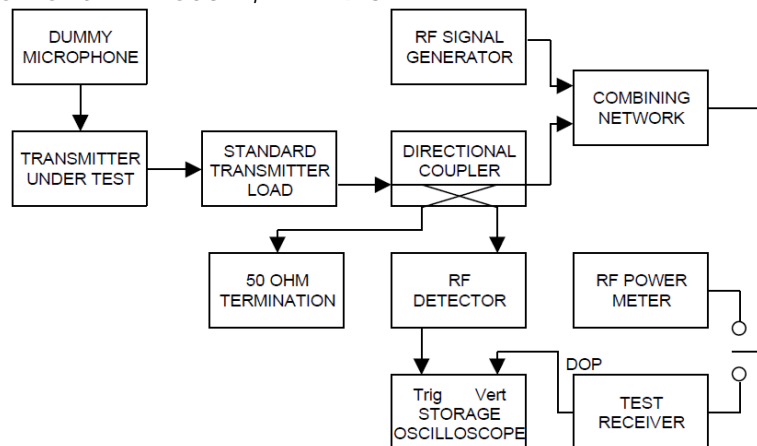 DUMMY
MICROPHONE
RF SIGNAL
GENERATOR
COMBINING
NETWORK
TRANSMITTER
UNDER TEST
STANDARD
TRANSMITTER
LOAD
DIRECTIONAL
COUPLER
50 OHM
TERMINATION
RF
DETECTOR
RF POWER
METER
DOP
Trig Vert
STORAGE
OSCILLOSCOPE
TEST
RECEIVER